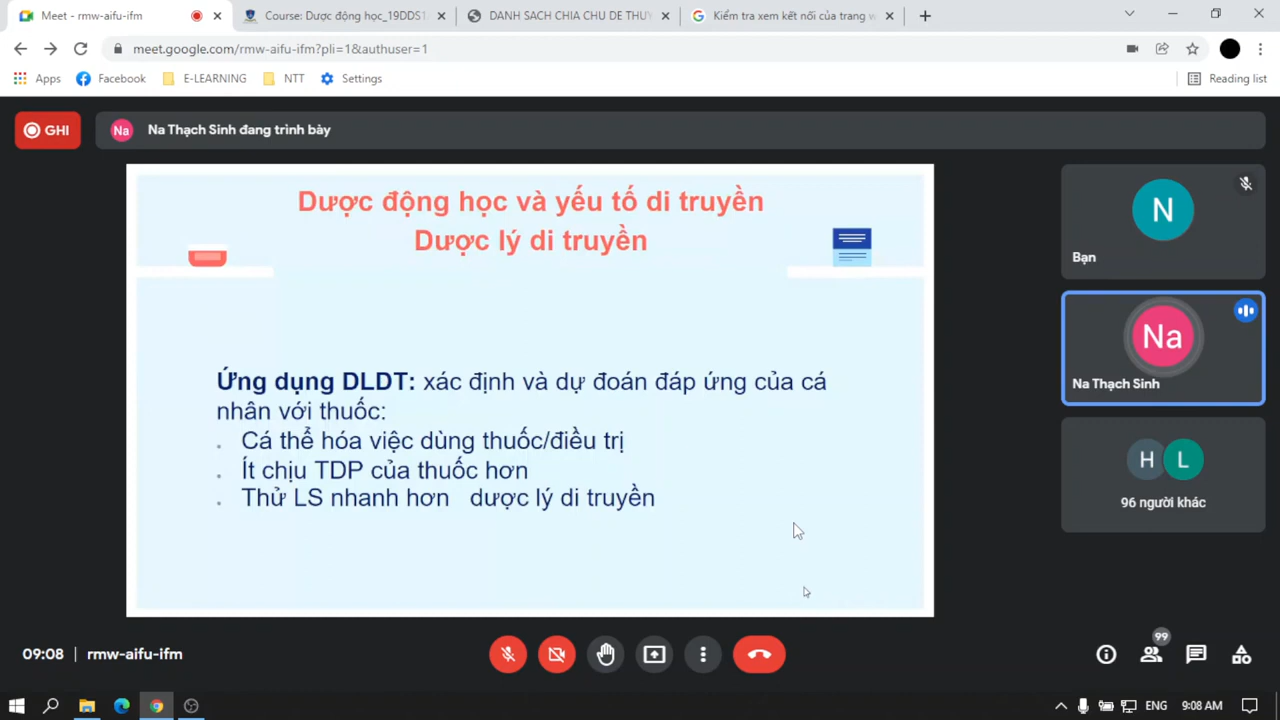 Meet - rmw-aifu-ifm
Course: Dược động học_19DDS1
DANH SACH CHIA CHU DE THUY
Kiểm tra xem kết nối của trang w
meet.google.com/rmw-aifu-ifm?pli=1&authuser=1
Apps
Facebook
E-LEARNING
NTT
Settings
Reading list
GHI
Na
Na Thạch Sinh đang trình bày
Dược động học và yếu tố di truyền
Dược lý di truyền
Ứng dụng DLDT: xác định và dự đoán đáp ứng của cá
nhân với thuốc:
Cá thể hóa việc dùng thuốc/điều trị
Ít chịu TDP của thuốc hơn
Thử LS nhanh hơn   dược lý di truyền
N
Bạn
Na
Na Thạch Sinh
H
L
96 người khác
09:08 | rmw-aifu-ifm
99
ENG
9:08 AM